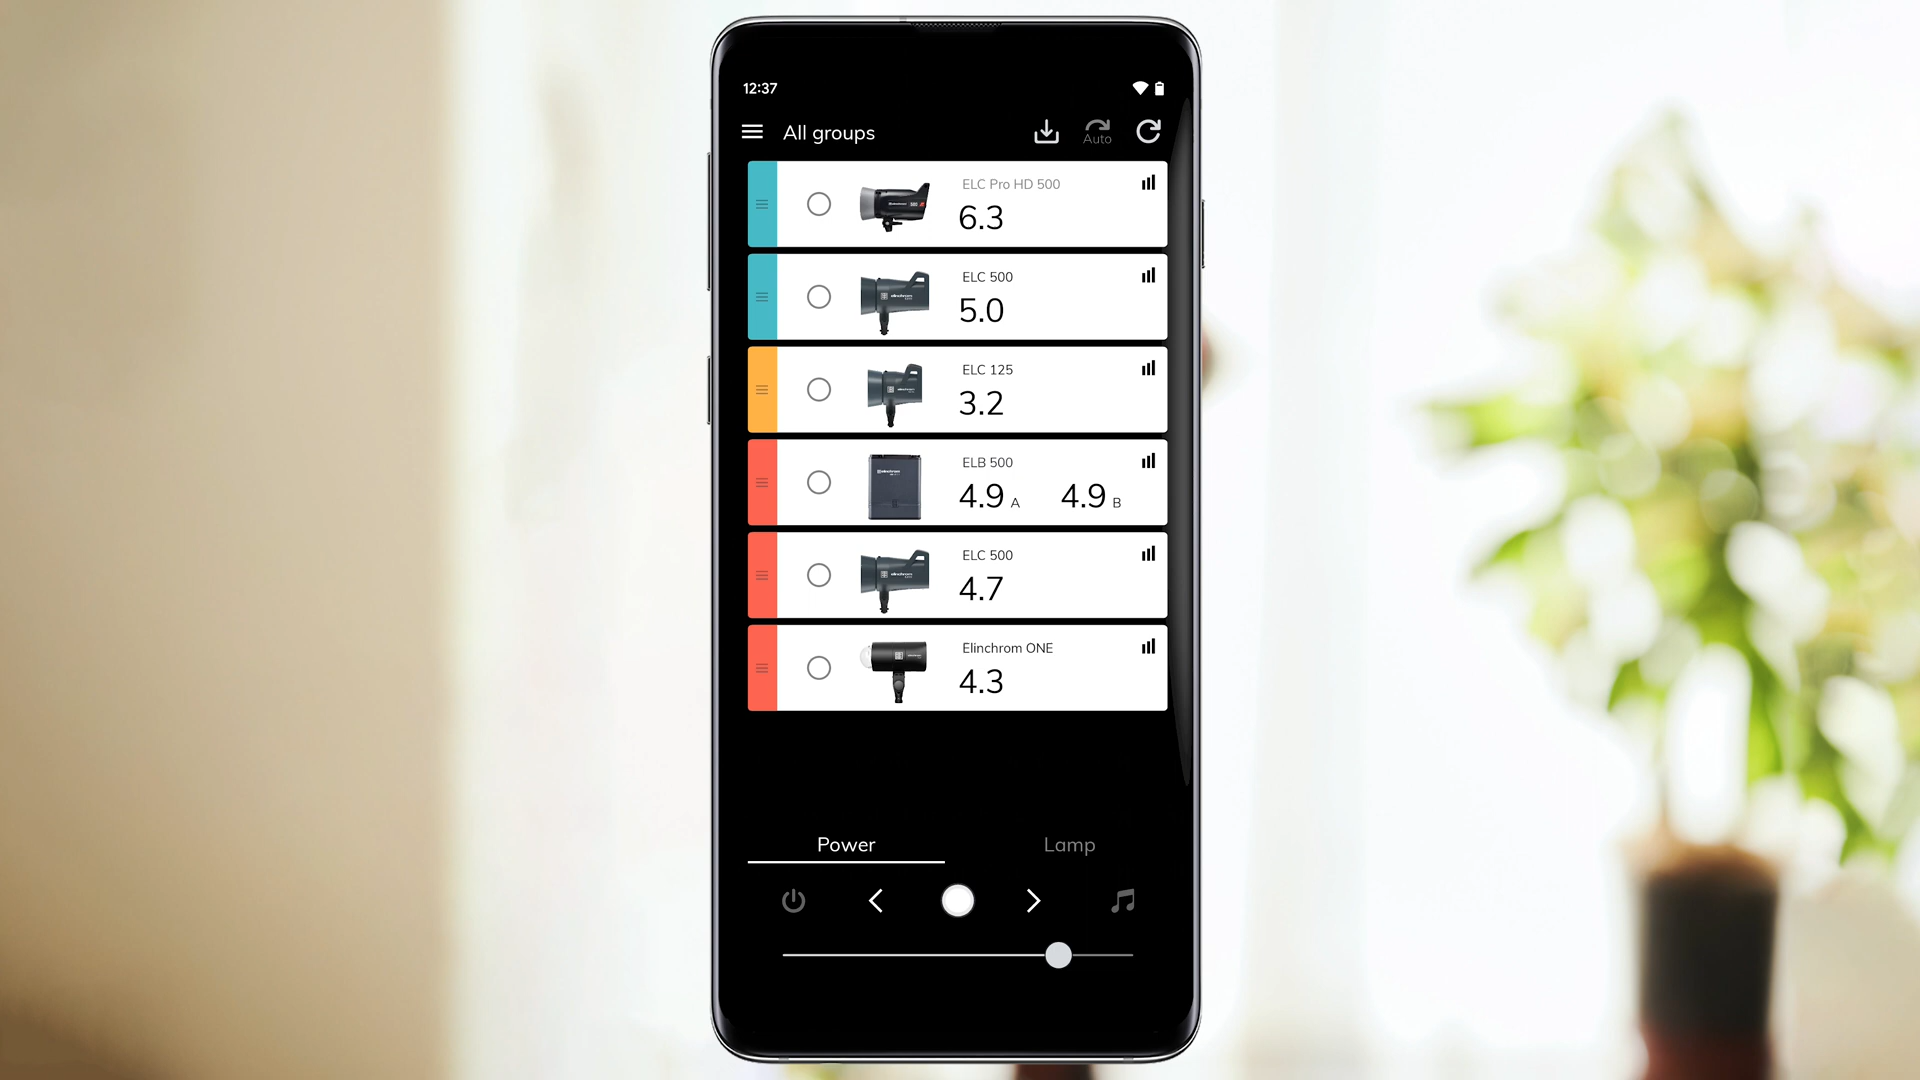 12:37
All groups
Auto
ELC Pro HD 500
6.3
ELC 500
5.0
ELC 125
3.2
ELB 500
4.9 A 4.9 B
ELC 500
4.7
Elinchrom ONE
4.3
Power Lamp